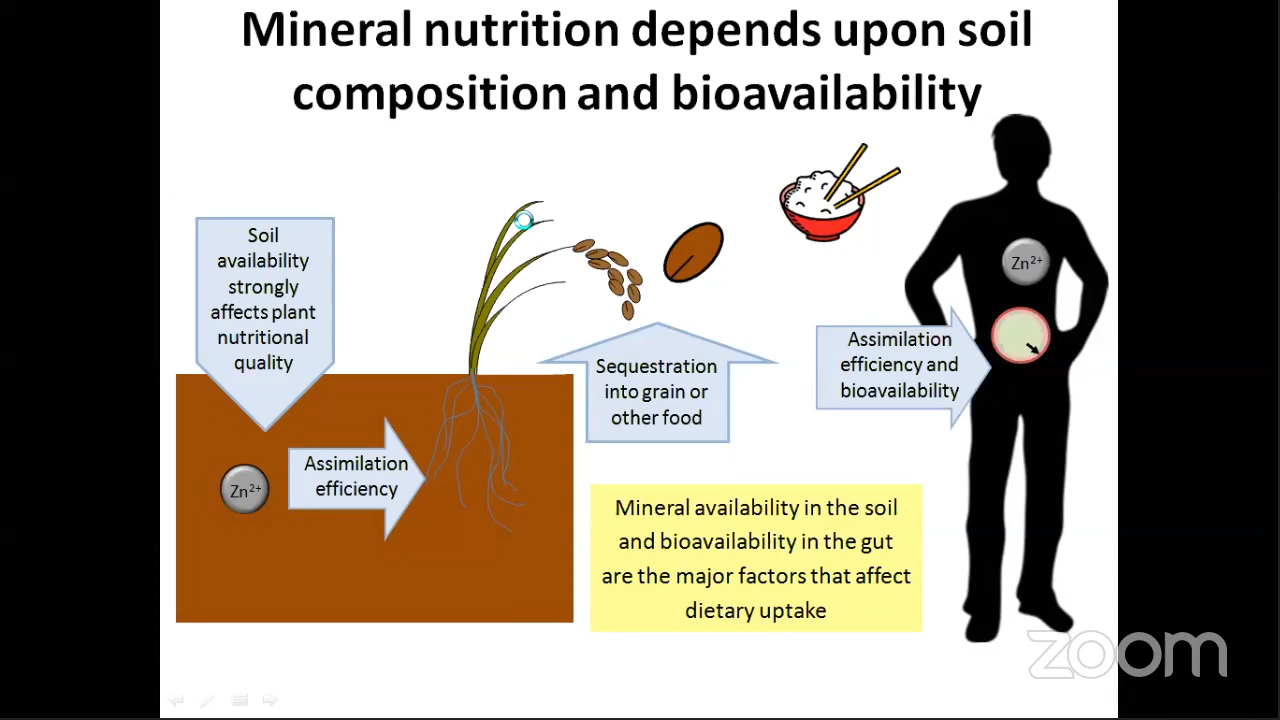 Mineral nutrition depends upon soil
composition and bioavailability
Soil
availability
strongly
affects plant
nutritional
quality
Zn²⁺
Assimilation
efficiency
Sequestration
into grain or
other food
Assimilation
efficiency and
bioavailability
Zn²⁺
Mineral availability in the soil
and bioavailability in the gut
are the major factors that affect
dietary uptake
zoom